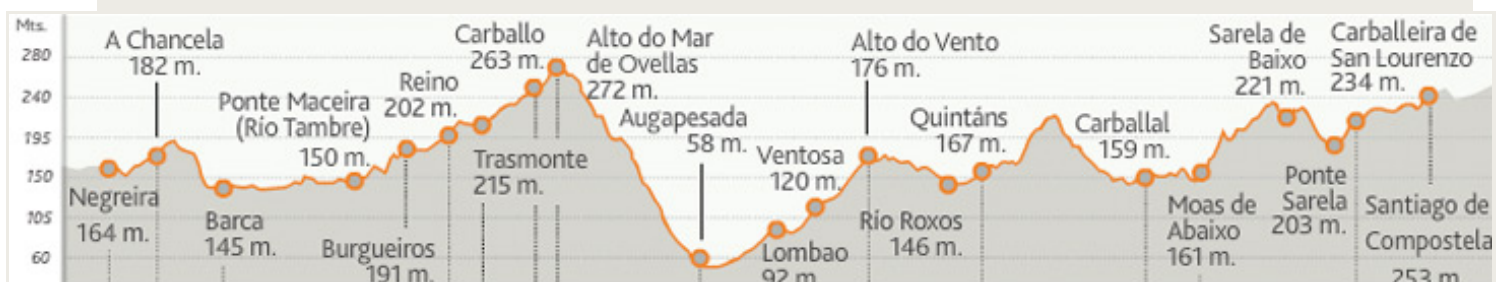 Mts.
280
240
195
150
105
60
A Chancela
182 m.
Negreira
164 m.
Ponte Maceira
(Río Tambre)
150 m.
Barca
145 m.
Reino
202 m.
Burgueiros
191 m.
Carballo
263 m.
Trasmonte
215 m.
Alto do Mar
de Ovellas
272 m.
Augapesada
58 m.
Ventosa
120 m.
Lombao
92 m.
Alto do Vento
176 m.
Río Roxos
146 m.
Quintáns
167 m.
Carballal
159 m.
Moas de
Abaixo
161 m.
Sarela de
Baixo
221 m.
Ponte
Sarela
203 m.
Carballeira de
San Lourenzo
234 m.
Santiago de
Compostela
253 m.